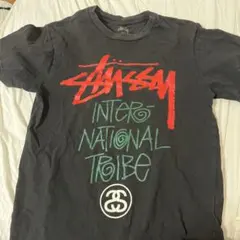 STÜSSY
INTER-
NATIONAL
TRIBE